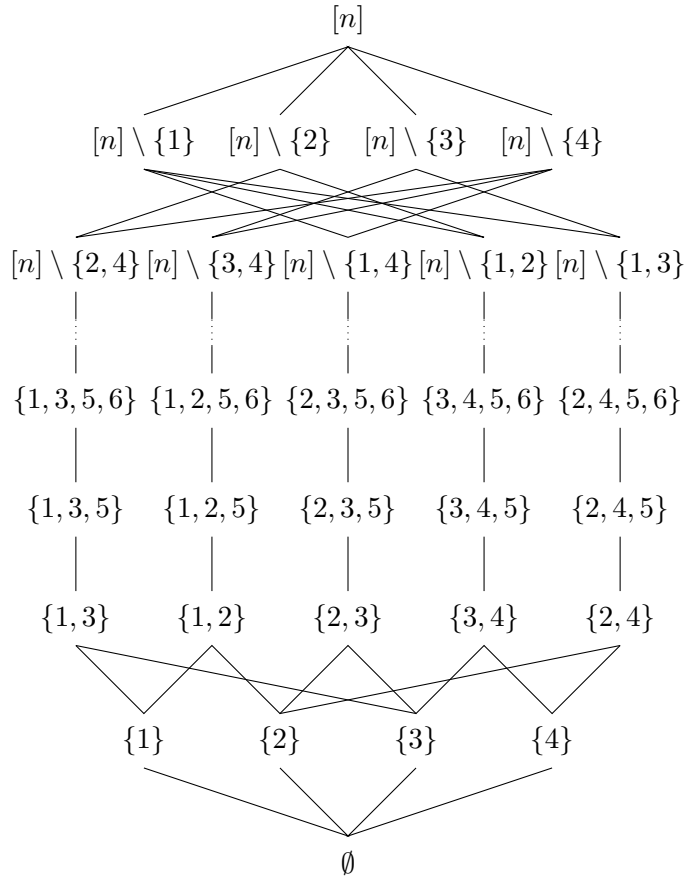 [n]
[n] \ {1} [n] \ {2} [n] \ {3} [n] \ {4}
[n] \ {2, 4} [n] \ {3, 4} [n] \ {1, 4} [n] \ {1, 2} [n] \ {1, 3}
{1, 3, 5, 6} {1, 2, 5, 6} {2, 3, 5, 6} {3, 4, 5, 6} {2, 4, 5, 6}
{1, 3, 5} {1, 2, 5} {2, 3, 5} {3, 4, 5} {2, 4, 5}
{1, 3} {1, 2} {2, 3} {3, 4} {2, 4}
{1} {2} {3} {4}
∅